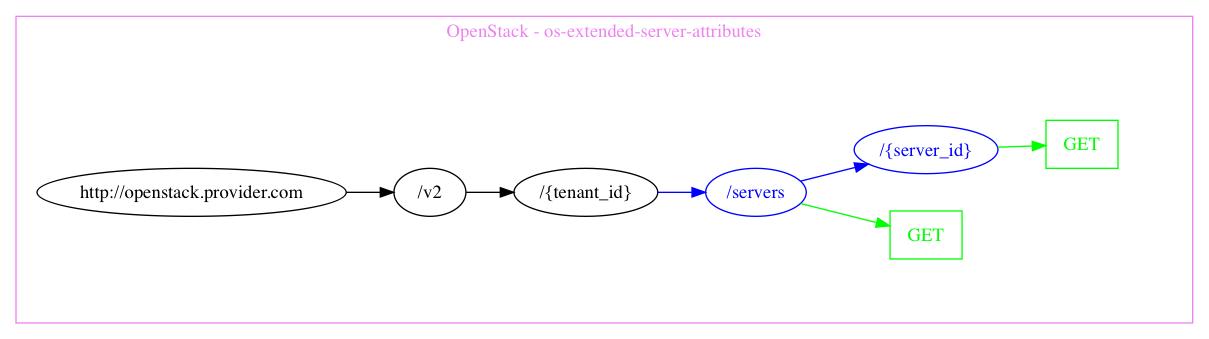 OpenStack - os-extended-server-attributes
/{server_id}
GET
http://openstack.provider.com
/v2
/{tenant_id}
/servers
GET